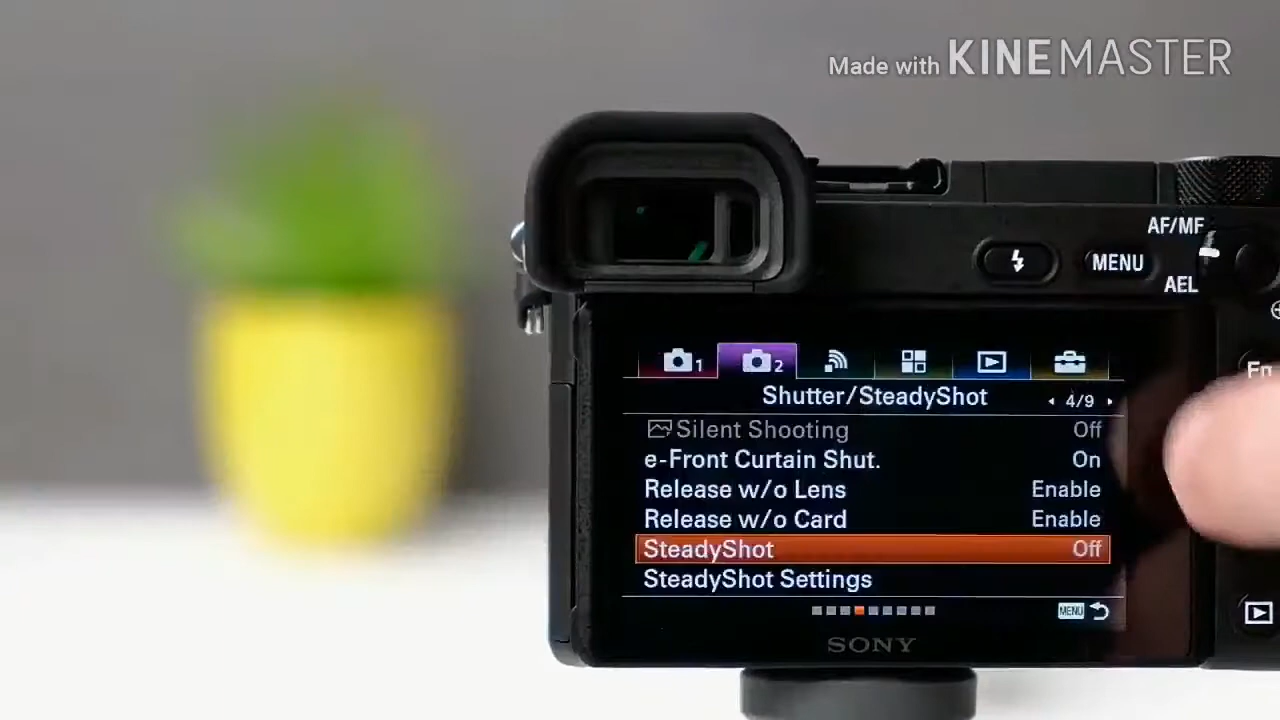 Made with KINEMASTER
AF/MF
MENU
AEL
Fn
1 2
Shutter/SteadyShot 4/9
Silent Shooting Off
e-Front Curtain Shut. On
Release w/o Lens Enable
Release w/o Card Enable
SteadyShot Off
SteadyShot Settings
MENU
SONY